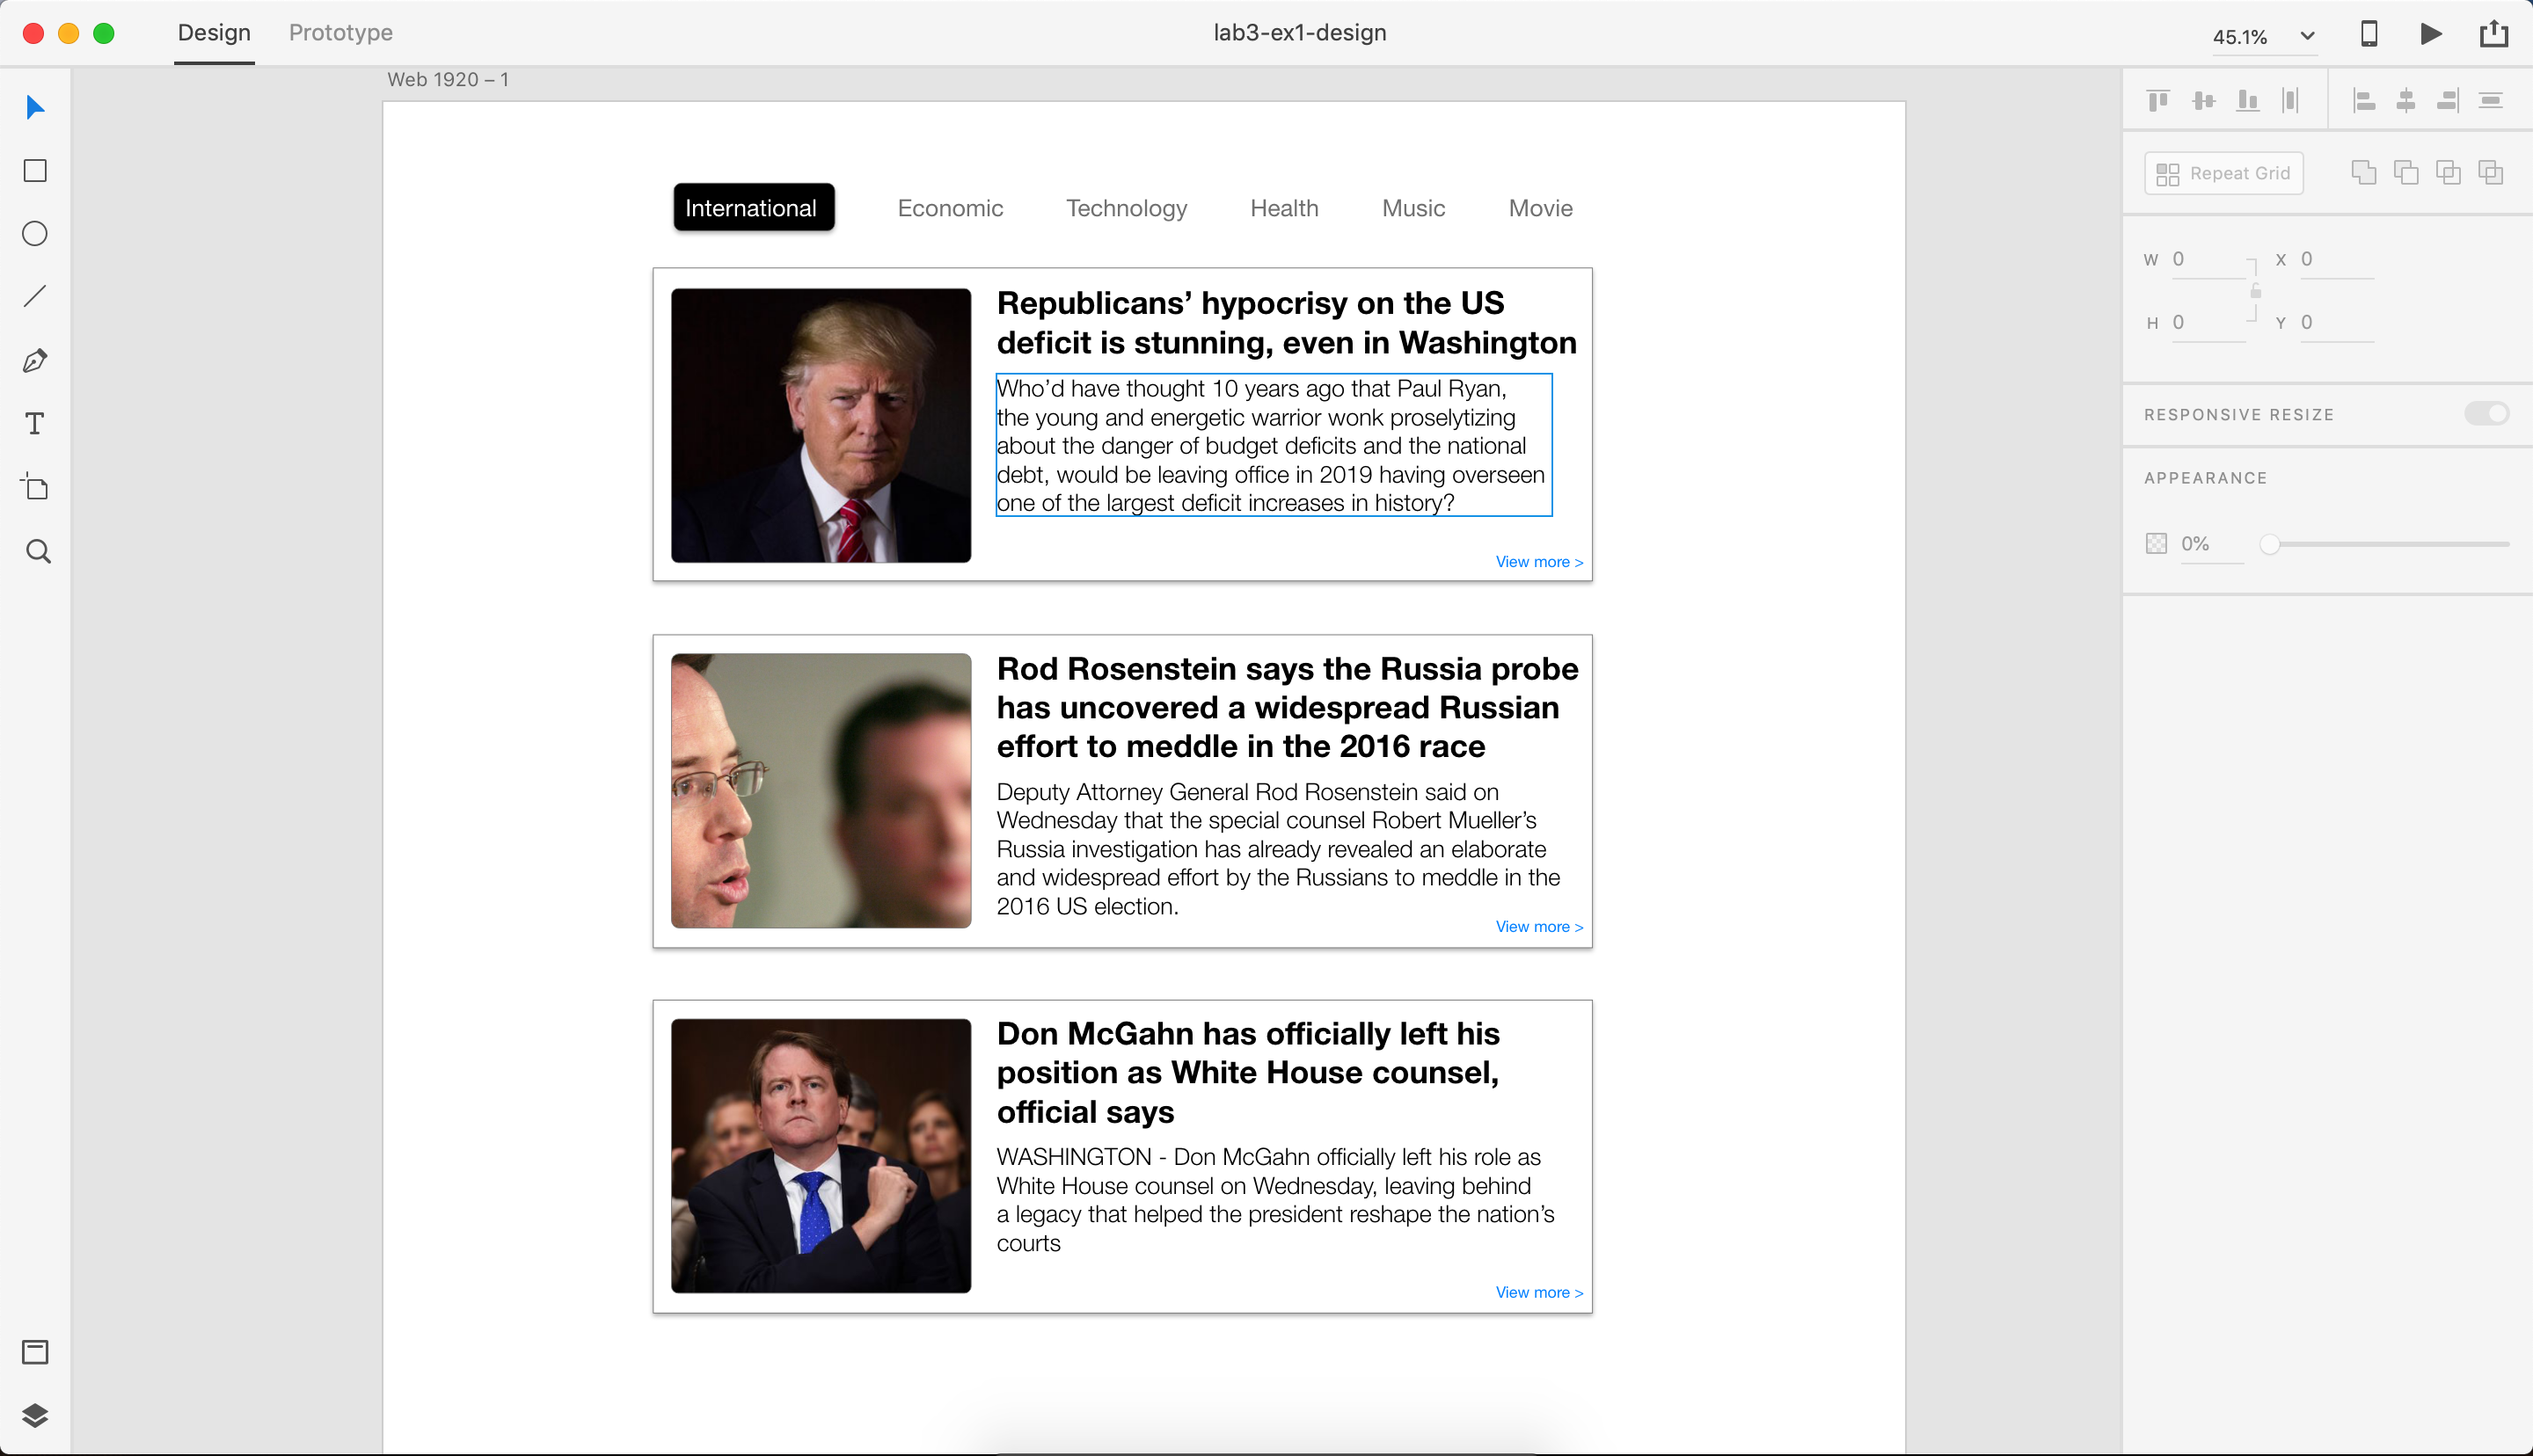 Design Prototype lab3-ex1-design 45.1%
Web 1920 – 1
Repeat Grid
W 0 X 0
H 0 Y 0
RESPONSIVE RESIZE
APPEARANCE
0%
T
International Economic Technology Health Music Movie
Republicans’ hypocrisy on the US
deficit is stunning, even in Washington
Who’d have thought 10 years ago that Paul Ryan,
the young and energetic warrior wonk proselytizing
about the danger of budget deficits and the national
debt, would be leaving office in 2019 having overseen
one of the largest deficit increases in history?
View more >
Rod Rosenstein says the Russia probe
has uncovered a widespread Russian
effort to meddle in the 2016 race
Deputy Attorney General Rod Rosenstein said on
Wednesday that the special counsel Robert Mueller’s
Russia investigation has already revealed an elaborate
and widespread effort by the Russians to meddle in the
2016 US election.
View more >
Don McGahn has officially left his
position as White House counsel,
official says
WASHINGTON - Don McGahn officially left his role as
White House counsel on Wednesday, leaving behind
a legacy that helped the president reshape the nation’s
courts
View more >